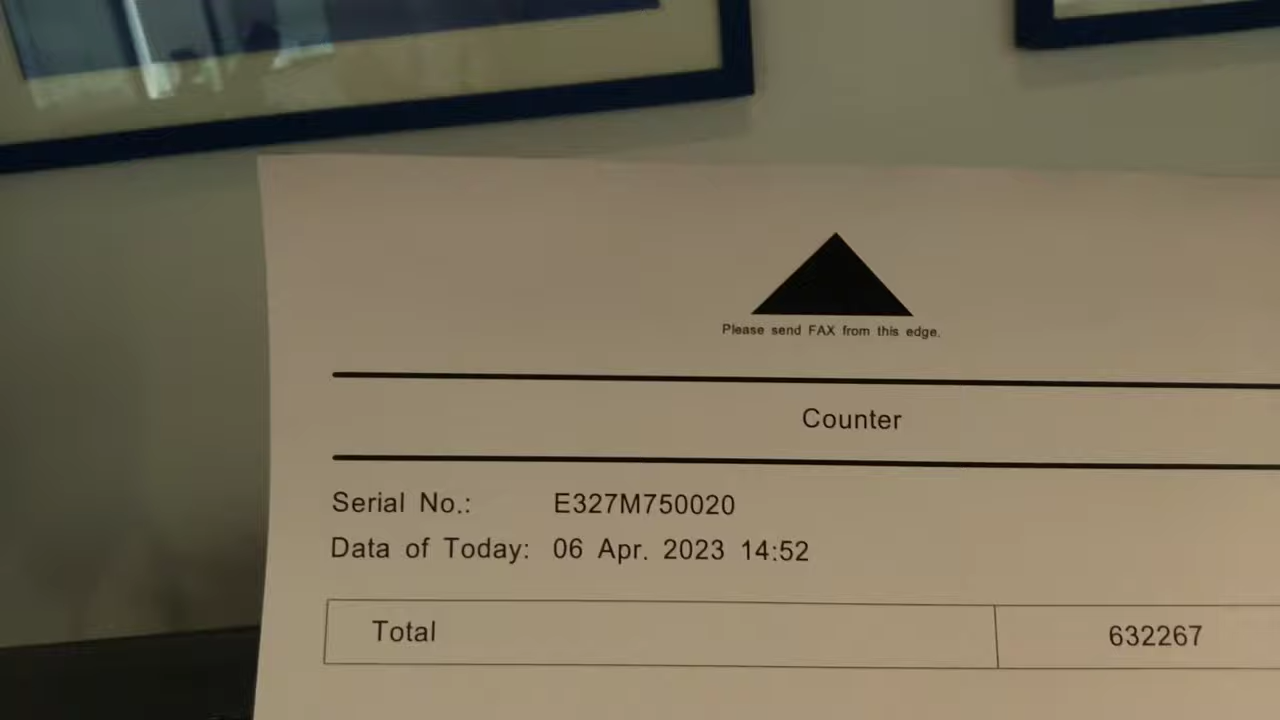 Please send FAX from this edge.
Counter
Serial No.: E327M750020
Data of Today: 06 Apr. 2023 14:52
Total 632267